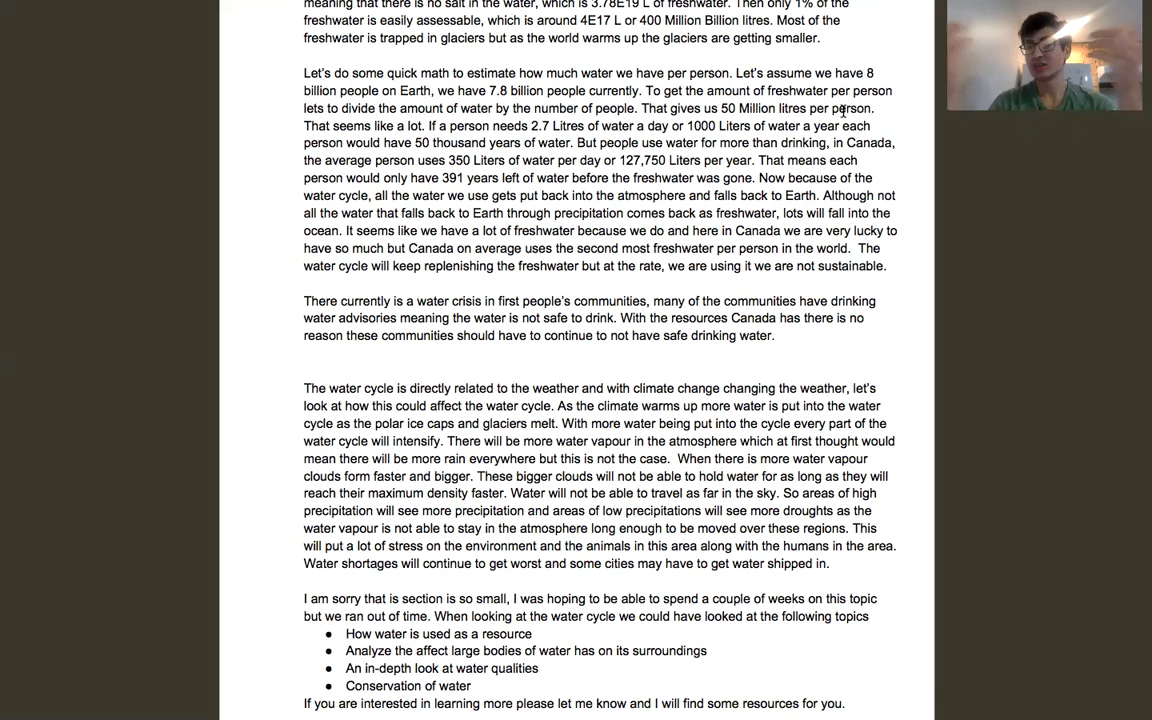 meaning that there is no salt in the water, which is 3.78E19 L of freshwater. Then only 1% of the
freshwater is easily assessable, which is around 4E17 L or 400 Million Billion litres. Most of the
freshwater is trapped in glaciers but as the world warms up the glaciers are getting smaller.
Let's do some quick math to estimate how much water we have per person. Let's assume we have 8
billion people on Earth, we have 7.8 billion people currently. To get the amount of freshwater per person
lets to divide the amount of water by the number of people. That gives us 50 Million litres per person.
That seems like a lot. If a person needs 2.7 Litres of water a day or 1000 Liters of water a year each
person would have 50 thousand years of water. But people use water for more than drinking, in Canada,
the average person uses 350 Liters of water per day or 127,750 Liters per year. That means each
person would only have 391 years left of water before the freshwater was gone. Now because of the
water cycle, all the water we use gets put back into the atmosphere and falls back to Earth. Although not
all the water that falls back to Earth through precipitation comes back as freshwater, lots will fall into the
ocean. It seems like we have a lot of freshwater because we do and here in Canada we are very lucky to
have so much but Canada on average uses the second most freshwater per person in the world.  The
water cycle will keep replenishing the freshwater but at the rate, we are using it we are not sustainable.
There currently is a water crisis in first people's communities, many of the communities have drinking
water advisories meaning the water is not safe to drink. With the resources Canada has there is no
reason these communities should have to continue to not have safe drinking water.
The water cycle is directly related to the weather and with climate change changing the weather, let's
look at how this could affect the water cycle. As the climate warms up more water is put into the water
cycle as the polar ice caps and glaciers melt. With more water being put into the cycle every part of the
water cycle will intensify. There will be more water vapour in the atmosphere which at first thought would
mean there will be more rain everywhere but this is not the case.  When there is more water vapour
clouds form faster and bigger. These bigger clouds will not be able to hold water for as long as they will
reach their maximum density faster. Water will not be able to travel as far in the sky. So areas of high
precipitation will see more precipitation and areas of low precipitations will see more droughts as the
water vapour is not able to stay in the atmosphere long enough to be moved over these regions. This
will put a lot of stress on the environment and the animals in this area along with the humans in the area.
Water shortages will continue to get worst and some cities may have to get water shipped in.
I am sorry that is section is so small, I was hoping to be able to spend a couple of weeks on this topic
but we ran out of time. When looking at the water cycle we could have looked at the following topics
● How water is used as a resource
● Analyze the affect large bodies of water has on its surroundings
● An in-depth look at water qualities
● Conservation of water
If you are interested in learning more please let me know and I will find some resources for you.